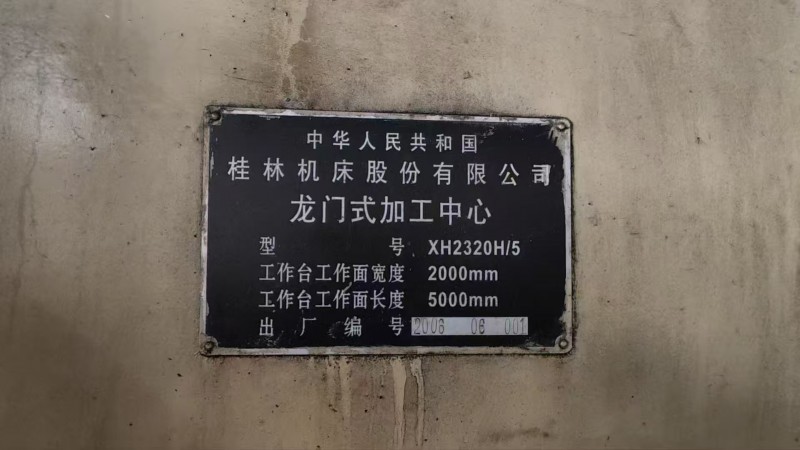 中华人民共和国
桂林机床股份有限公司
龙门式加工中心
型号 XH2320H/5
工作台工作面宽度 2000mm
工作台工作面长度 5000mm
出厂编号 2006 06 001